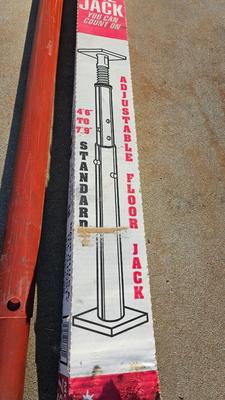 JACK
YOU CAN
COUNT ON
4'6"
TO
7'9"
STANDARD
ADJUSTABLE FLOOR JACK